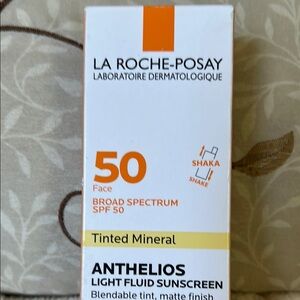 LA ROCHE-POSAY
LABORATOIRE DERMATOLOGIQUE
50
Face
SHAKA
SHAKE
BROAD SPECTRUM
SPF 50
Tinted Mineral
ANTHELIOS
LIGHT FLUID SUNSCREEN
Blendable tint, matte finish